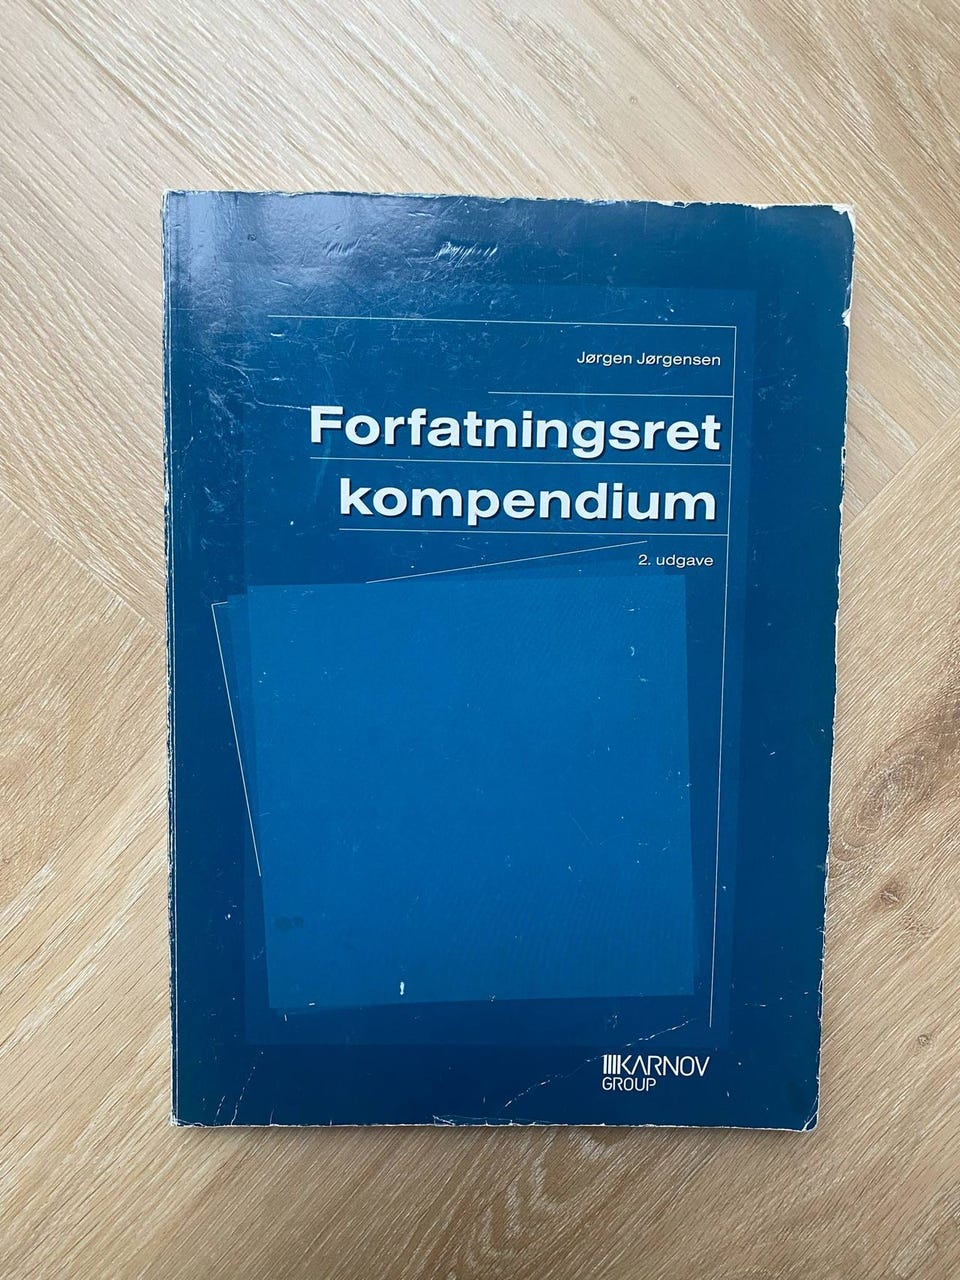 Jørgen Jørgensen
Forfatningsret
kompendium
2. udgave
KARNOV
GROUP